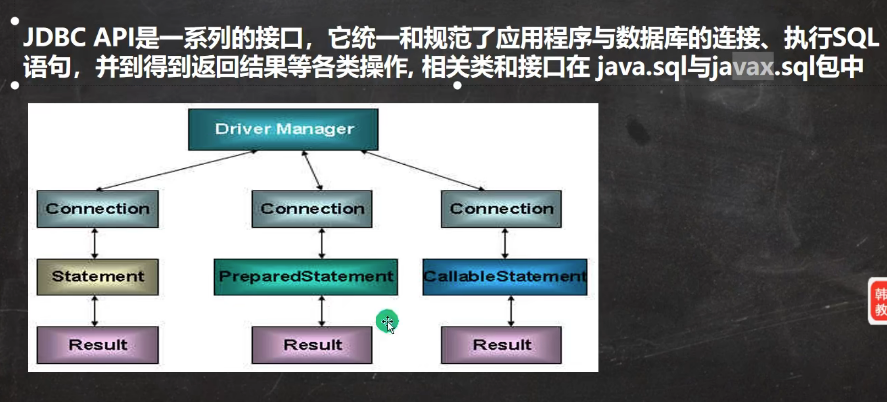 JDBC API是一系列的接口，它统一和规范了应用程序与数据库的连接、执行SQL
语句，并到得到返回结果等各类操作, 相关类和接口在 java.sql与javax.sql包中
Driver Manager
Connection Connection Connection
Statement PreparedStatement CallableStatement
Result Result Result
韩
教